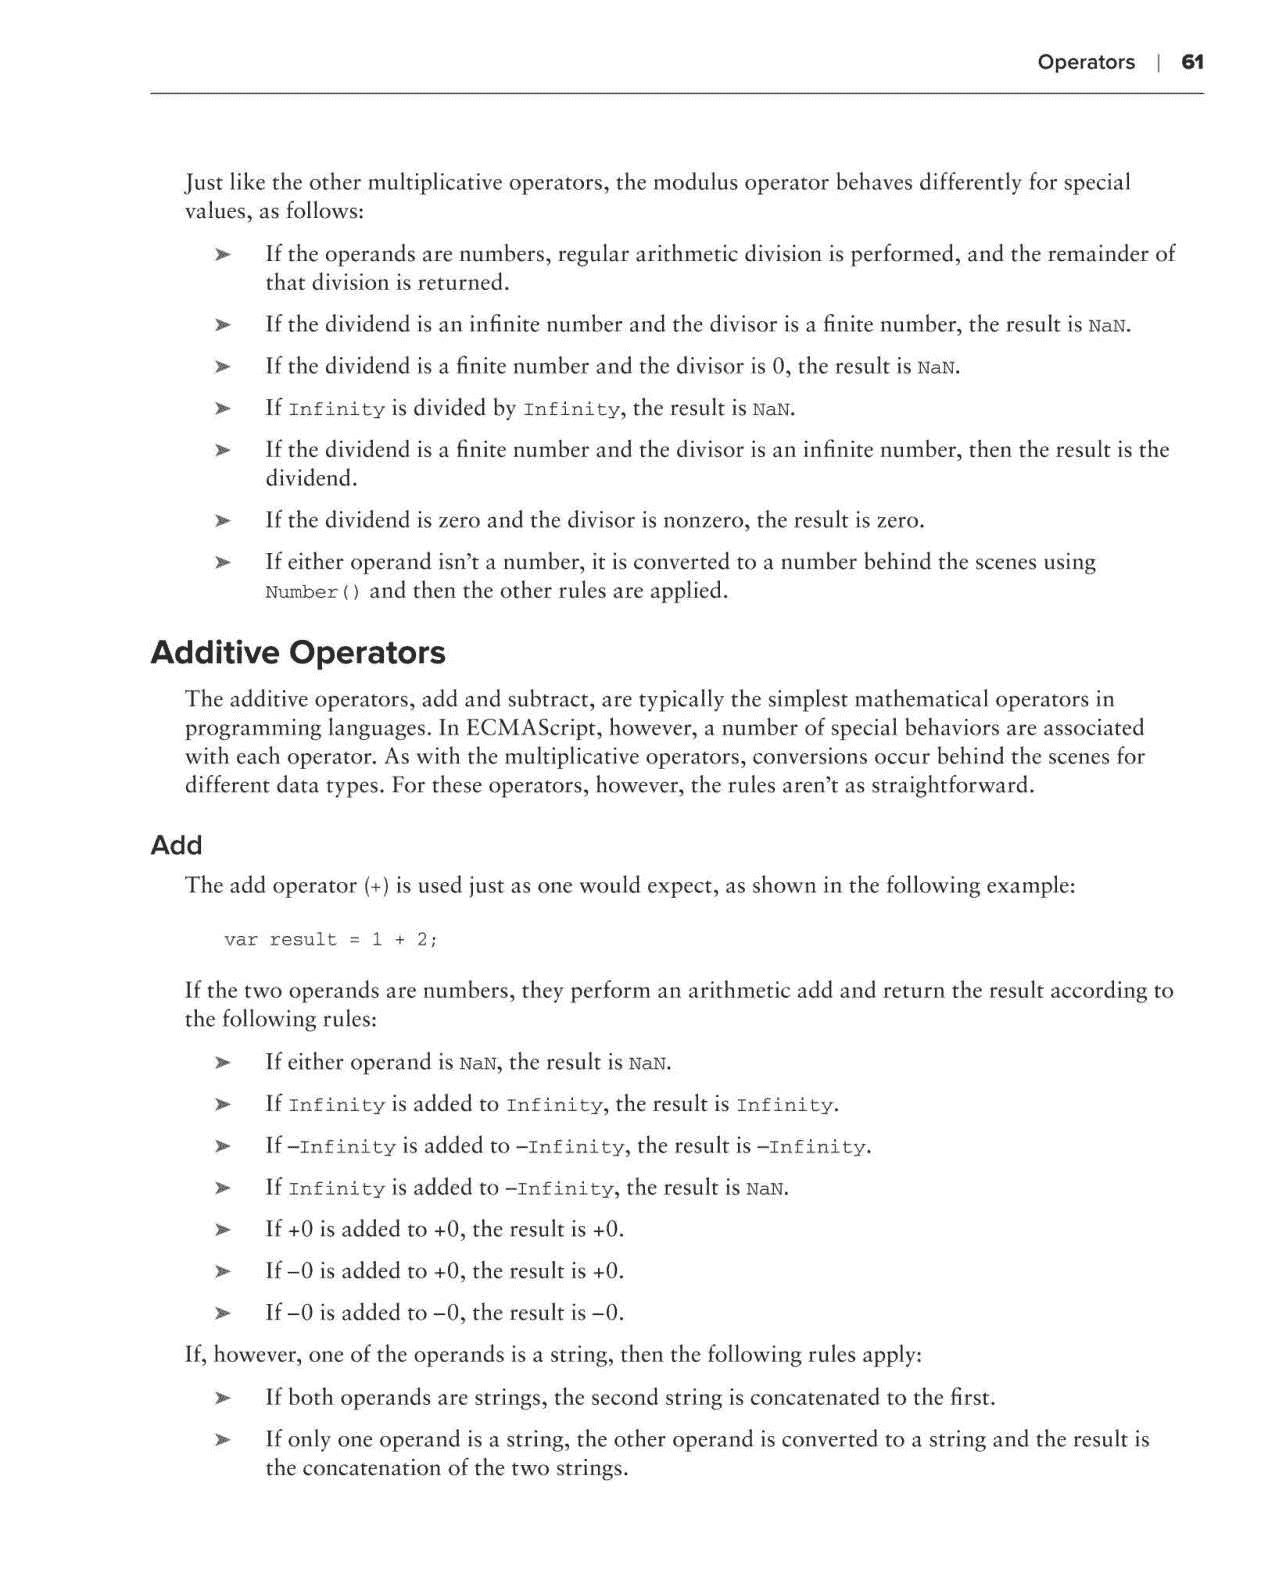 Operators | 61
Just like the other multiplicative operators, the modulus operator behaves differently for special
values, as follows:
➤ If the operands are numbers, regular arithmetic division is performed, and the remainder of
that division is returned.
➤ If the dividend is an infinite number and the divisor is a finite number, the result is NaN.
➤ If the dividend is a finite number and the divisor is 0, the result is NaN.
➤ If Infinity is divided by Infinity, the result is NaN.
➤ If the dividend is a finite number and the divisor is an infinite number, then the result is the
dividend.
➤ If the dividend is zero and the divisor is nonzero, the result is zero.
➤ If either operand isn’t a number, it is converted to a number behind the scenes using
Number() and then the other rules are applied.
Additive Operators
The additive operators, add and subtract, are typically the simplest mathematical operators in
programming languages. In ECMAScript, however, a number of special behaviors are associated
with each operator. As with the multiplicative operators, conversions occur behind the scenes for
different data types. For these operators, however, the rules aren’t as straightforward.
Add
The add operator (+) is used just as one would expect, as shown in the following example:
var result = 1 + 2;
If the two operands are numbers, they perform an arithmetic add and return the result according to
the following rules:
➤ If either operand is NaN, the result is NaN.
➤ If Infinity is added to Infinity, the result is Infinity.
➤ If –Infinity is added to –Infinity, the result is –Infinity.
➤ If Infinity is added to –Infinity, the result is NaN.
➤ If +0 is added to +0, the result is +0.
➤ If –0 is added to +0, the result is +0.
➤ If –0 is added to –0, the result is –0.
If, however, one of the operands is a string, then the following rules apply:
➤ If both operands are strings, the second string is concatenated to the first.
➤ If only one operand is a string, the other operand is converted to a string and the result is
the concatenation of the two strings.